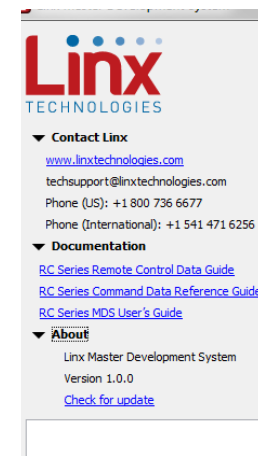 Linx
TECHNOLOGIES
Contact Linx
www.linxtechnologies.com
techsupport@linxtechnologies.com
Phone (US): +1 800 736 6677
Phone (International): +1 541 471 6256
Documentation
RC Series Remote Control Data Guide
RC Series Command Data Reference Guide
RC Series MDS User's Guide
About
Linx Master Development System
Version 1.0.0
Check for update